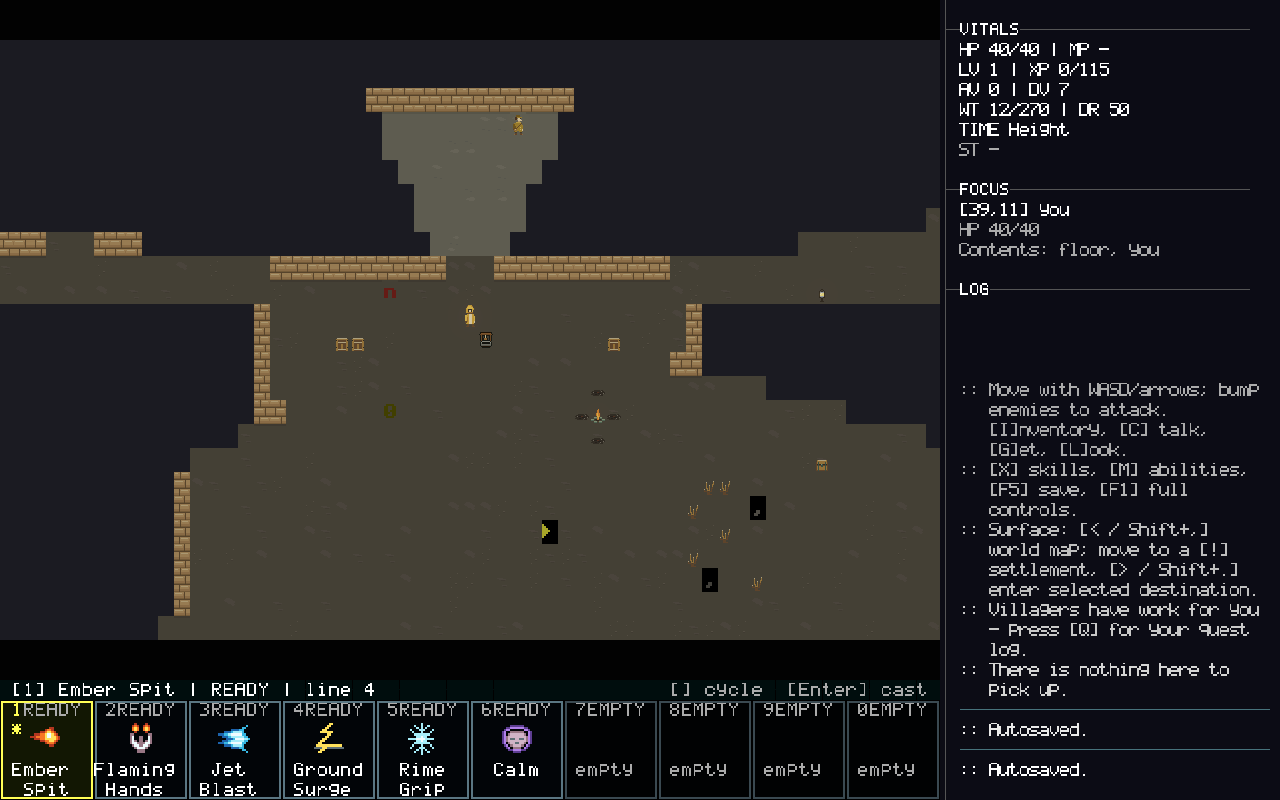 VITALS
HP 40/40 | MP -
LV 1 | XP 0/115
AV 0 | DV 7
WT 12/270 | DR 50
TIME Height
ST -
FOCUS
[39,11] You
HP 40/40
Contents: floor, You
LOG
:: Move with WASD/arrows; bump
enemies to attack.
[I]nventory, [C] talk,
[G]et, [L]ook.
:: [X] skills, [M] abilities,
[F5] save, [F1] full
controls.
:: Surface: [< / Shift+,]
world map; move to a [!]
settlement, [> / Shift+.]
enter selected destination.
:: Villagers have work for you
- Press [Q] for your quest
log.
:: There is nothing here to
pick up.
:: Autosaved.
:: Autosaved.
n
0
[1] Ember Spit | READY | line 4
[] cycle [Enter] cast
1READY 2READY 3READY 4READY 5READY 6READY 7EMPTY 8EMPTY 9EMPTY 0EMPTY
*
Ember Flaming Jet Ground Rime Calm empty empty empty empty
Spit Hands Blast Surge Grip